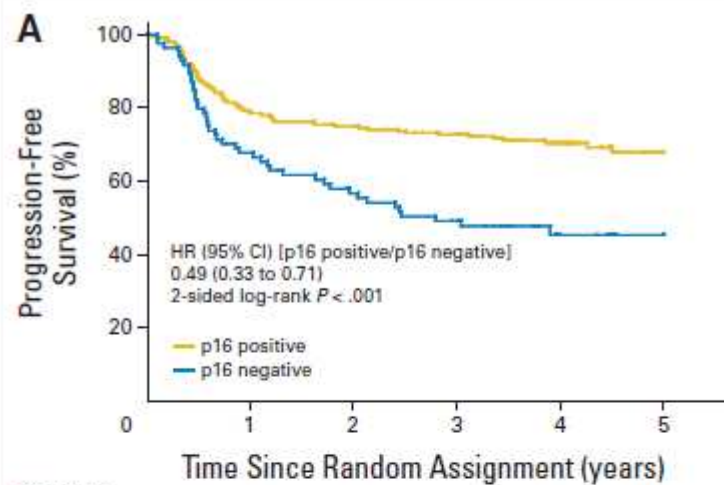 A
100
80
60
40
20
0
Progression-Free
Survival (%)
HR (95% CI) [p16 positive/p16 negative]
0.49 (0.33 to 0.71)
2-sided log-rank P < .001
p16 positive
p16 negative
1 2 3 4 5
Time Since Random Assignment (years)